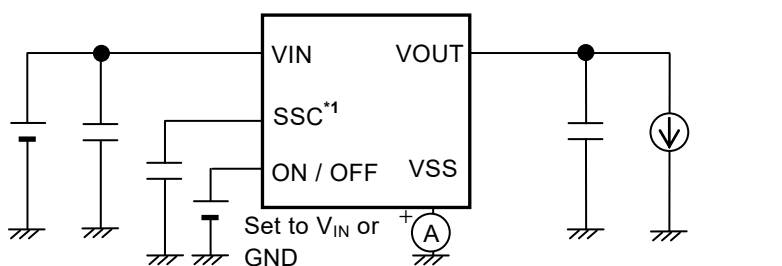 VIN VOUT
SSC*1
ON / OFF VSS
Set to VIN or
GND
+
A